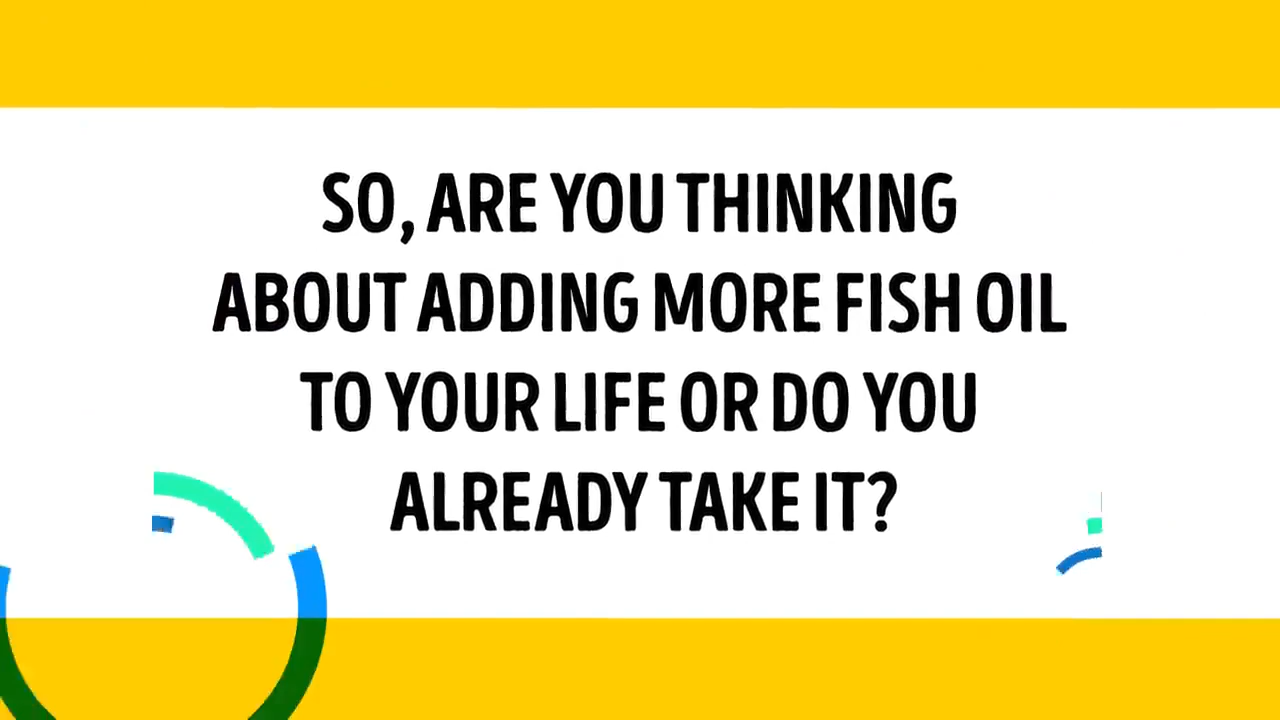 SO, ARE YOU THINKING
ABOUT ADDING MORE FISH OIL
TO YOUR LIFE OR DO YOU
ALREADY TAKE IT?